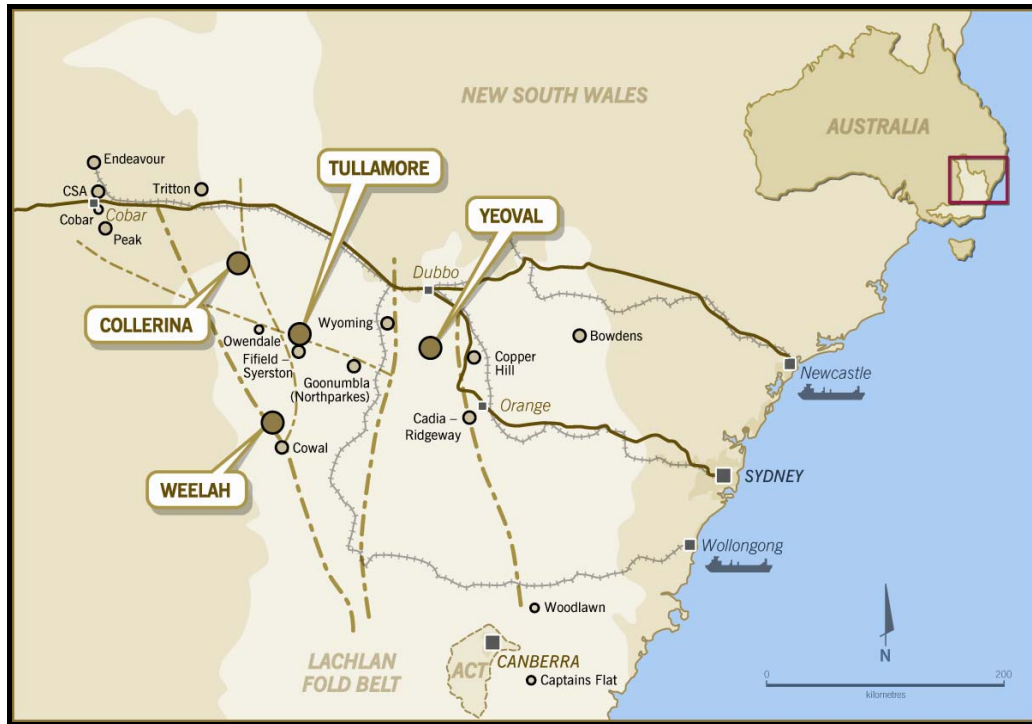 NEW SOUTH WALES
AUSTRALIA
Endeavour
TULLAMORE
CSA
Tritton
YEOVAL
Cobar
Cobar
Peak
Dubbo
COLLERINA
Owendale
Wyoming
Bowdens
Fifield –
Syerston
Copper
Hill
Goonumbla
(Northparkes)
Newcastle
Orange
Cadia –
Ridgeway
Cowal
WEELAH
SYDNEY
Wollongong
Woodlawn
N
LACHLAN
FOLD BELT
ACT
CANBERRA
Captains Flat
0
200
kilometres